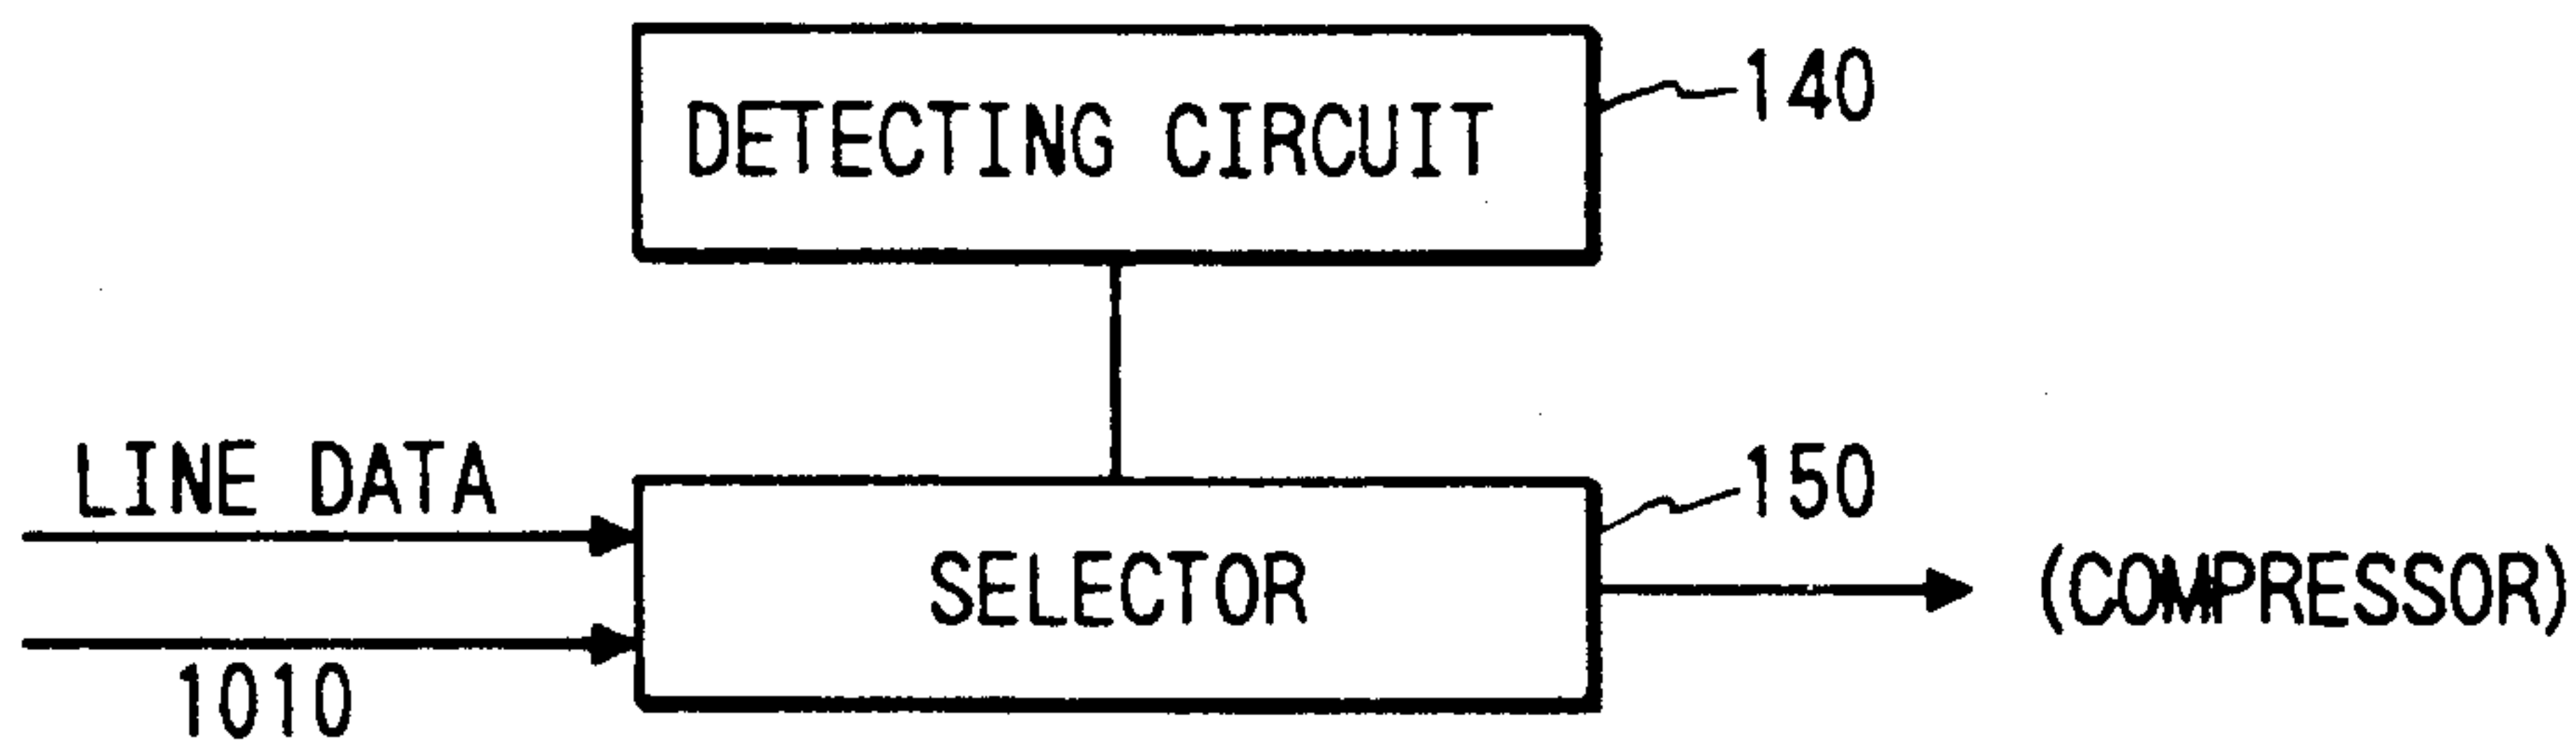 DETECTING CIRCUIT
140
LINE DATA
150
SELECTOR
(COMPRESSOR)
1010